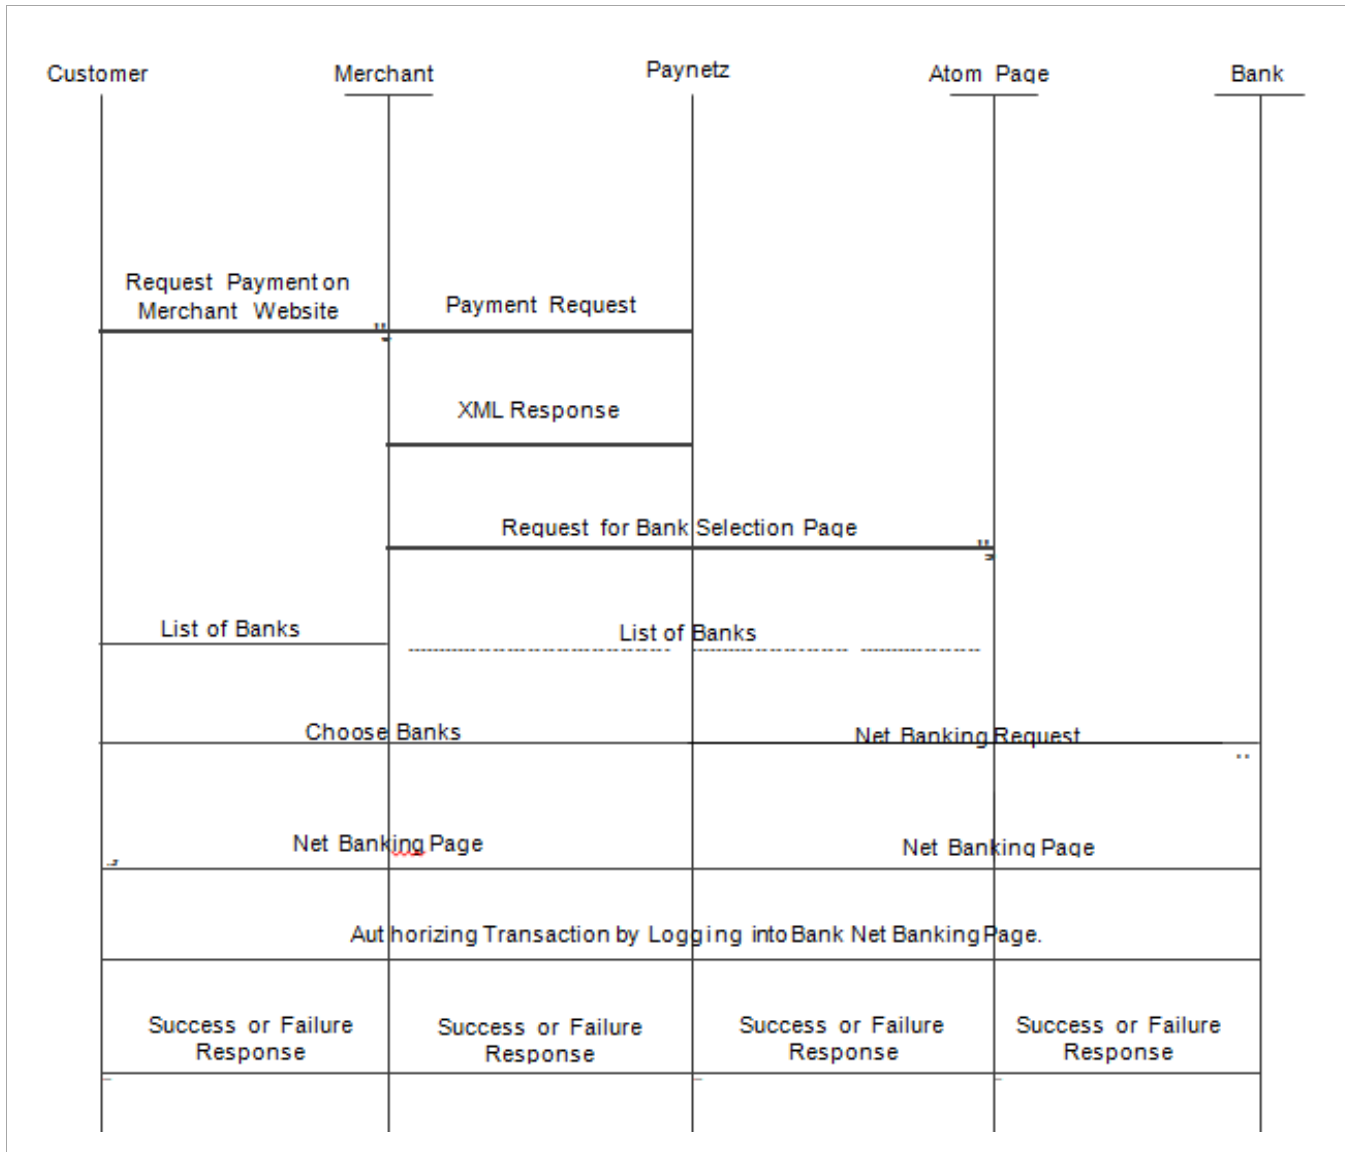 Customer
Merchant
Paynetz
Atom Page
Bank
Request Payment on
Merchant Website
Payment Request
XML Response
Request for Bank Selection Page
List of Banks
List of Banks
Choose Banks
Net Banking Request
Net Banking Page
Net Banking Page
Authorizing Transaction by Logging into Bank Net Banking Page.
Success or Failure
Response
Success or Failure
Response
Success or Failure
Response
Success or Failure
Response